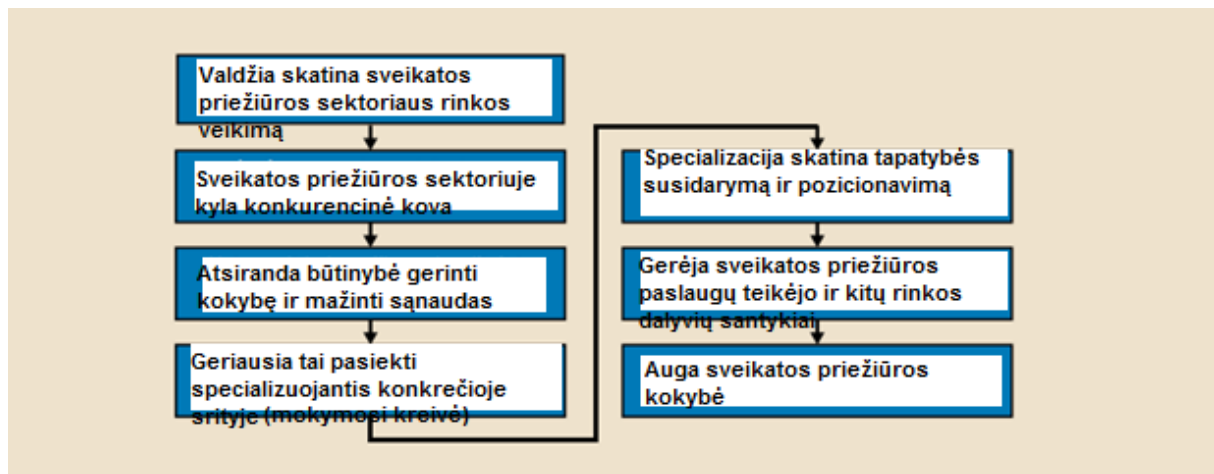 Valdžia skatina sveikatos
priežiūros sektoriaus rinkos
veikimą
Sveikatos priežiūros sektoriuje
kyla konkurencinė kova
Atsiranda būtinybė gerinti
kokybę ir mažinti sąnaudas
Geriausia tai pasiekti
specializuojantis konkrečioje
srityje (mokymosi kreivė)
Specializacija skatina tapatybės
susidarymą ir pozicionavimą
Gerėja sveikatos priežiūros
paslaugų teikėjo ir kitų rinkos
dalyvių santykiai
Auga sveikatos priežiūros
kokybė